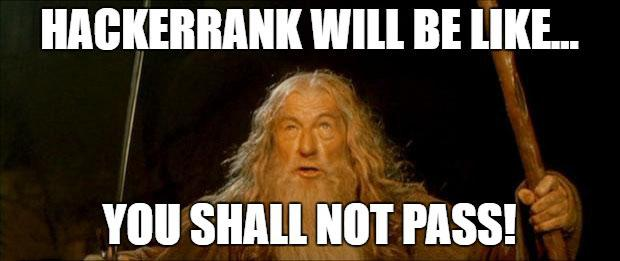 HACKERRANK WILL BE LIKE...
YOU SHALL NOT PASS!